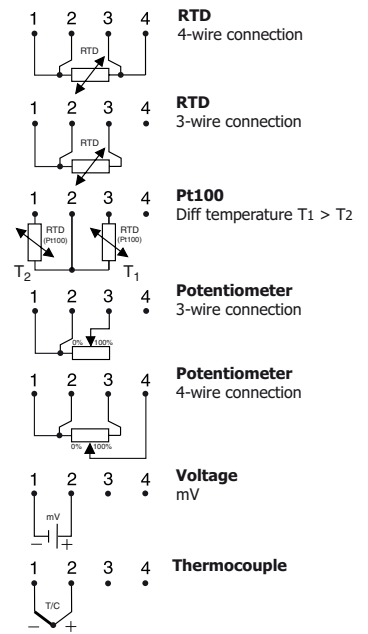 1 2 3 4 RTD
4-wire connection
RTD
1 2 3 4 RTD
3-wire connection
RTD
1 2 3 4 Pt100
Diff temperature T1 > T2
RTD RTD
(Pt100) (Pt100)
T2 T1
1 2 3 4 Potentiometer
3-wire connection
0% 100%
1 2 3 4 Potentiometer
4-wire connection
0% 100%
1 2 3 4 Voltage
mV
mV
− +
1 2 3 4 Thermocouple
T/C
− +